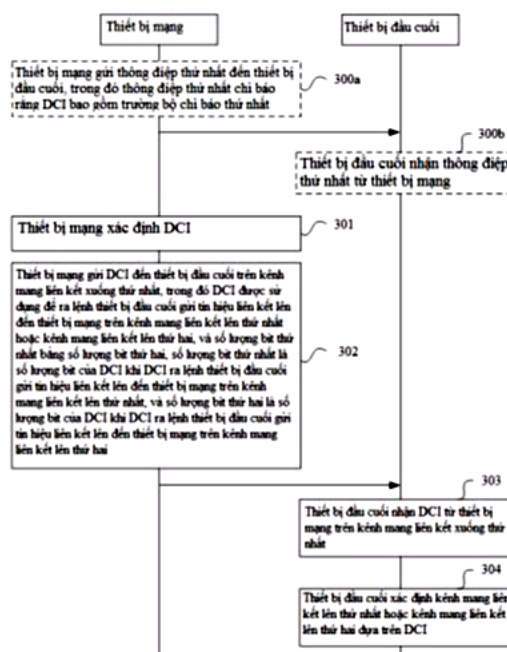 Thiết bị mạng
Thiết bị đầu cuối
Thiết bị mạng gửi thông điệp thứ nhất đến thiết bị
đầu cuối, trong đó thông điệp thứ nhất chỉ báo
rằng DCI bao gồm trường bộ chỉ báo thứ nhất
300a
300b
Thiết bị đầu cuối nhận thông điệp
thứ nhất từ thiết bị mạng
Thiết bị mạng xác định DCI
301
Thiết bị mạng gửi DCI đến thiết bị đầu cuối trên kênh
mang liên kết xuống thứ nhất, trong đó DCI được sử
dụng để ra lệnh thiết bị đầu cuối gửi tín hiệu liên kết lên
đến thiết bị mạng trên kênh mang liên kết lên thứ nhất
hoặc kênh mang liên kết lên thứ hai, và số lượng bit thứ
nhất bằng số lượng bit thứ hai, số lượng bit thứ nhất là
số lượng bit của DCI khi DCI ra lệnh thiết bị đầu cuối
gửi tín hiệu liên kết lên đến thiết bị mạng trên kênh
mang liên kết lên thứ nhất, và số lượng bit thứ hai là số
lượng bit của DCI khi DCI ra lệnh thiết bị đầu cuối gửi
tín hiệu liên kết lên đến thiết bị mạng trên kênh mang
liên kết lên thứ hai
302
303
Thiết bị đầu cuối nhận DCI từ thiết bị
mạng trên kênh mang liên kết xuống thứ
nhất
304
Thiết bị đầu cuối xác định kênh mang liên
kết lên thứ nhất hoặc kênh mang liên kết
lên thứ hai dựa trên DCI